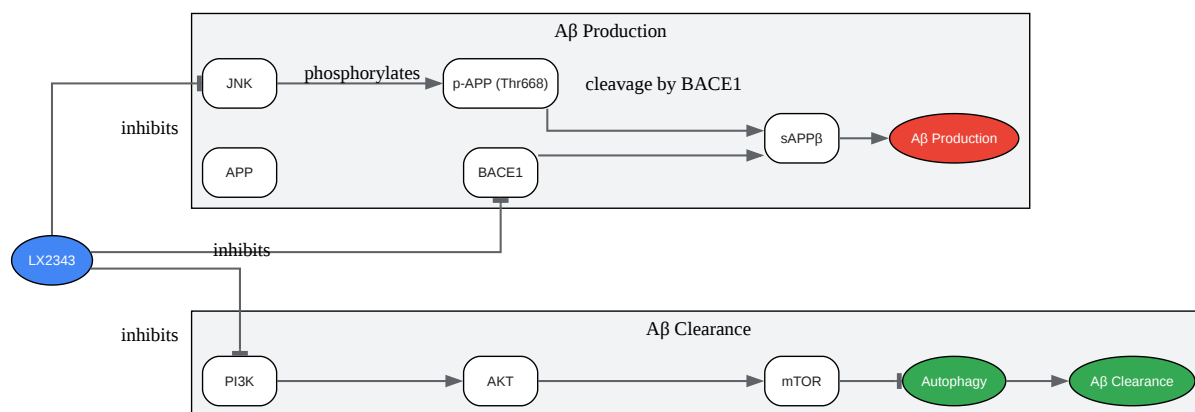 Aβ Production
JNK
phosphorylates
p-APP (Thr668)
cleavage by BACE1
inhibits
sAPPβ
Aβ Production
APP
BACE1
LX2343
inhibits
inhibits
Aβ Clearance
PI3K
AKT
mTOR
Autophagy
Aβ Clearance